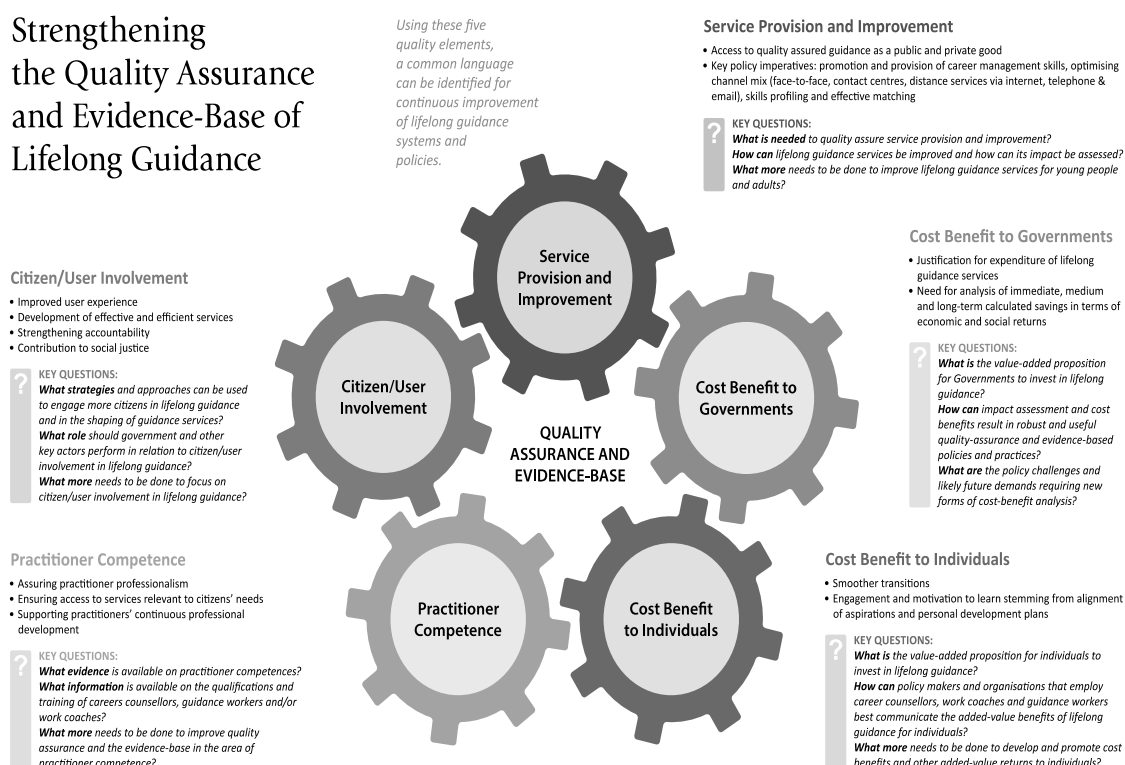 Strengthening
the Quality Assurance
and Evidence-Base of
Lifelong Guidance
Using these five
quality elements,
a common language
can be identified for
continuous improvement
of lifelong guidance
systems and
policies.
Service Provision and Improvement
• Access to quality assured guidance as a public and private good
• Key policy imperatives: promotion and provision of career management skills, optimising
channel mix (face-to-face, contact centres, distance services via internet, telephone &
email), skills profiling and effective matching
?
KEY QUESTIONS:
What is needed to quality assure service provision and improvement?
How can lifelong guidance services be improved and how can its impact be assessed?
What more needs to be done to improve lifelong guidance services for young people
and adults?
Cost Benefit to Governments
• Justification for expenditure of lifelong
guidance services
• Need for analysis of immediate, medium
and long-term calculated savings in terms of
economic and social returns
?
KEY QUESTIONS:
What is the value-added proposition
for Governments to invest in lifelong
guidance?
How can impact assessment and cost
benefits result in robust and useful
quality-assurance and evidence-based
policies and practices?
What are the policy challenges and
likely future demands requiring new
forms of cost-benefit analysis?
Citizen/User Involvement
• Improved user experience
• Development of effective and efficient services
• Strengthening accountability
• Contribution to social justice
?
KEY QUESTIONS:
What strategies and approaches can be used
to engage more citizens in lifelong guidance
and in the shaping of guidance services?
What role should government and other
key actors perform in relation to citizen/user
involvement in lifelong guidance?
What more needs to be done to focus on
citizen/user involvement in lifelong guidance?
Service
Provision and
Improvement
Citizen/User
Involvement
Cost Benefit to
Governments
QUALITY
ASSURANCE AND
EVIDENCE-BASE
Practitioner
Competence
Cost Benefit
to Individuals
Practitioner Competence
• Assuring practitioner professionalism
• Ensuring access to services relevant to citizens’ needs
• Supporting practitioners’ continuous professional
development
?
KEY QUESTIONS:
What evidence is available on practitioner competences?
What information is available on the qualifications and
training of careers counsellors, guidance workers and/or
work coaches?
What more needs to be done to improve quality
assurance and the evidence-base in the area of
practitioner competence?
Cost Benefit to Individuals
• Smoother transitions
• Engagement and motivation to learn stemming from alignment
of aspirations and personal development plans
?
KEY QUESTIONS:
What is the value-added proposition for individuals to
invest in lifelong guidance?
How can policy makers and organisations that employ
career counsellors, work coaches and guidance workers
best communicate the added-value benefits of lifelong
guidance for individuals?
What more needs to be done to develop and promote cost
benefits and other added-value returns to individuals?